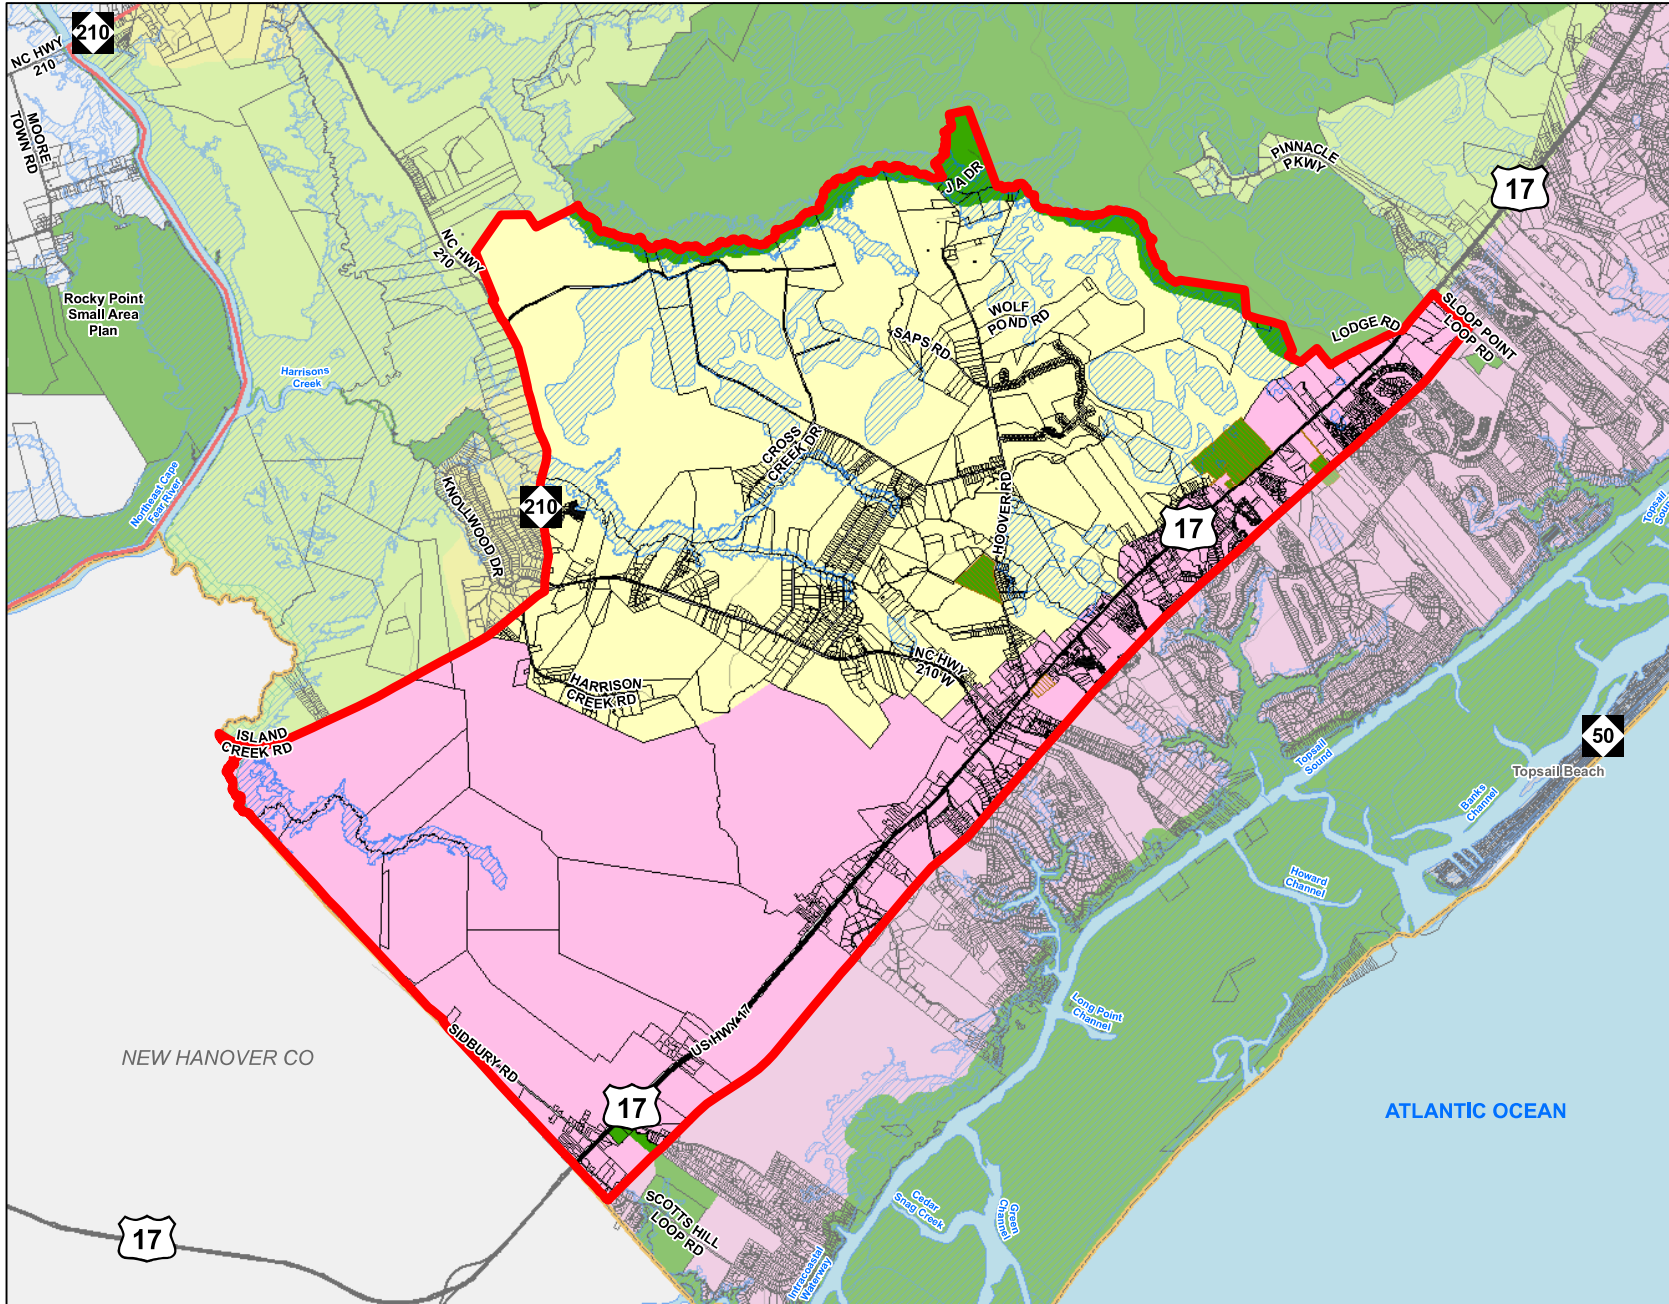 210
NC HWY
210
MOORE
TOWN RD
Rocky Point
Small Area
Plan
Harrisons
Creek
Northeast Cape
Fear River
NC HWY
210
J A DR
PINNACLE
PKWY
17
WOLF
POND RD
SAPS RD
LODGE RD
SLOOP POINT
LOOP RD
CROSS
CREEK DR
KNOLLWOOD DR
210
HOOVER RD
17
Topsail
Sound
NC HWY
210 W
HARRISON
CREEK RD
ISLAND
CREEK RD
50
Topsail Beach
Topsail
Sound
Banks
Channel
Howard
Channel
Long Point
Channel
US HWY 17
SIDBURY RD
NEW HANOVER CO
17
ATLANTIC OCEAN
SCOTTS HILL
LOOP RD
Cedar
Snag Creek
Green
Channel
Intracoastal
Waterway
17